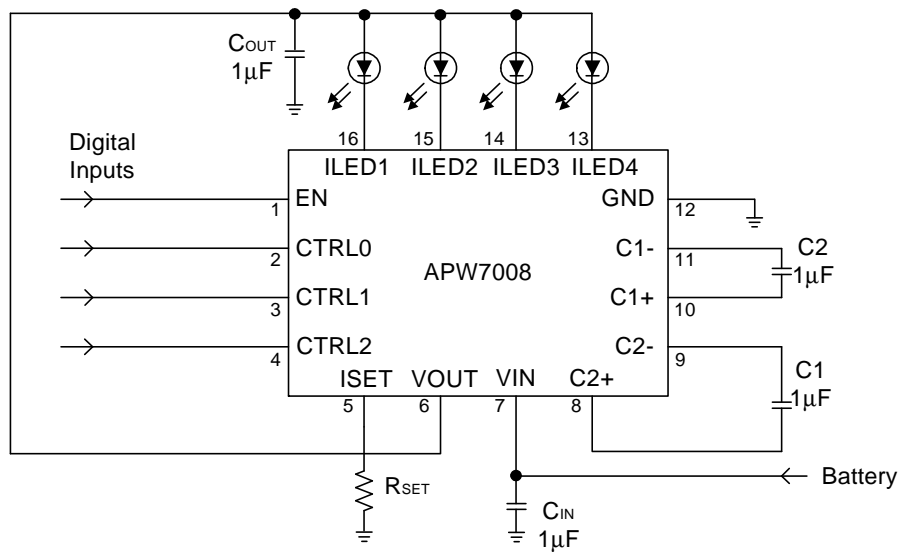 COUT
1μF
Digital
Inputs
16
15
14
13
ILED1
ILED2
ILED3
ILED4
EN
GND
1
12
CTRL0
C1-
C2
2
11
1μF
APW7008
CTRL1
C1+
3
10
CTRL2
C2-
4
9
C1
1μF
ISET
VOUT
VIN
C2+
5
6
7
8
RSET
Battery
CIN
1μF